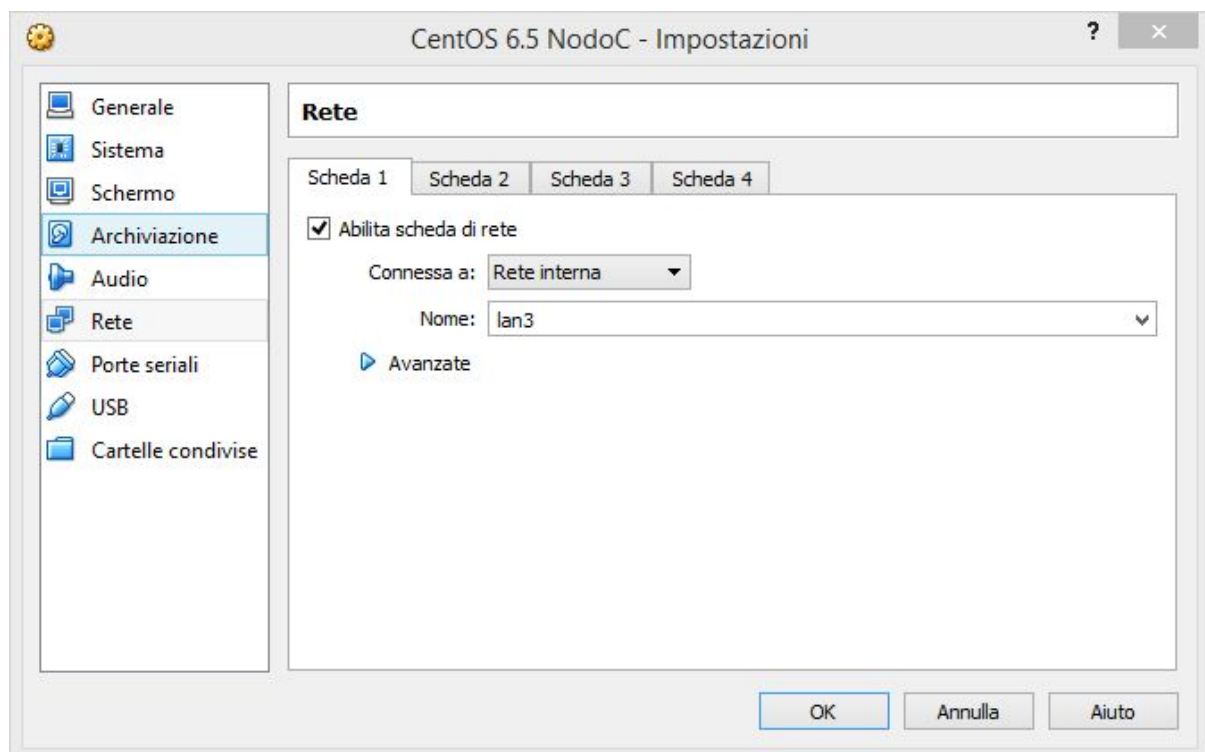 CentOS 6.5 NodoC - Impostazioni
?
Generale
Sistema
Schermo
Archiviazione
Audio
Rete
Porte seriali
USB
Cartelle condivise
Rete
Scheda 1 Scheda 2 Scheda 3 Scheda 4
Abilita scheda di rete
Connessa a: Rete interna
Nome: lan3
Avanzate
OK Annulla Aiuto